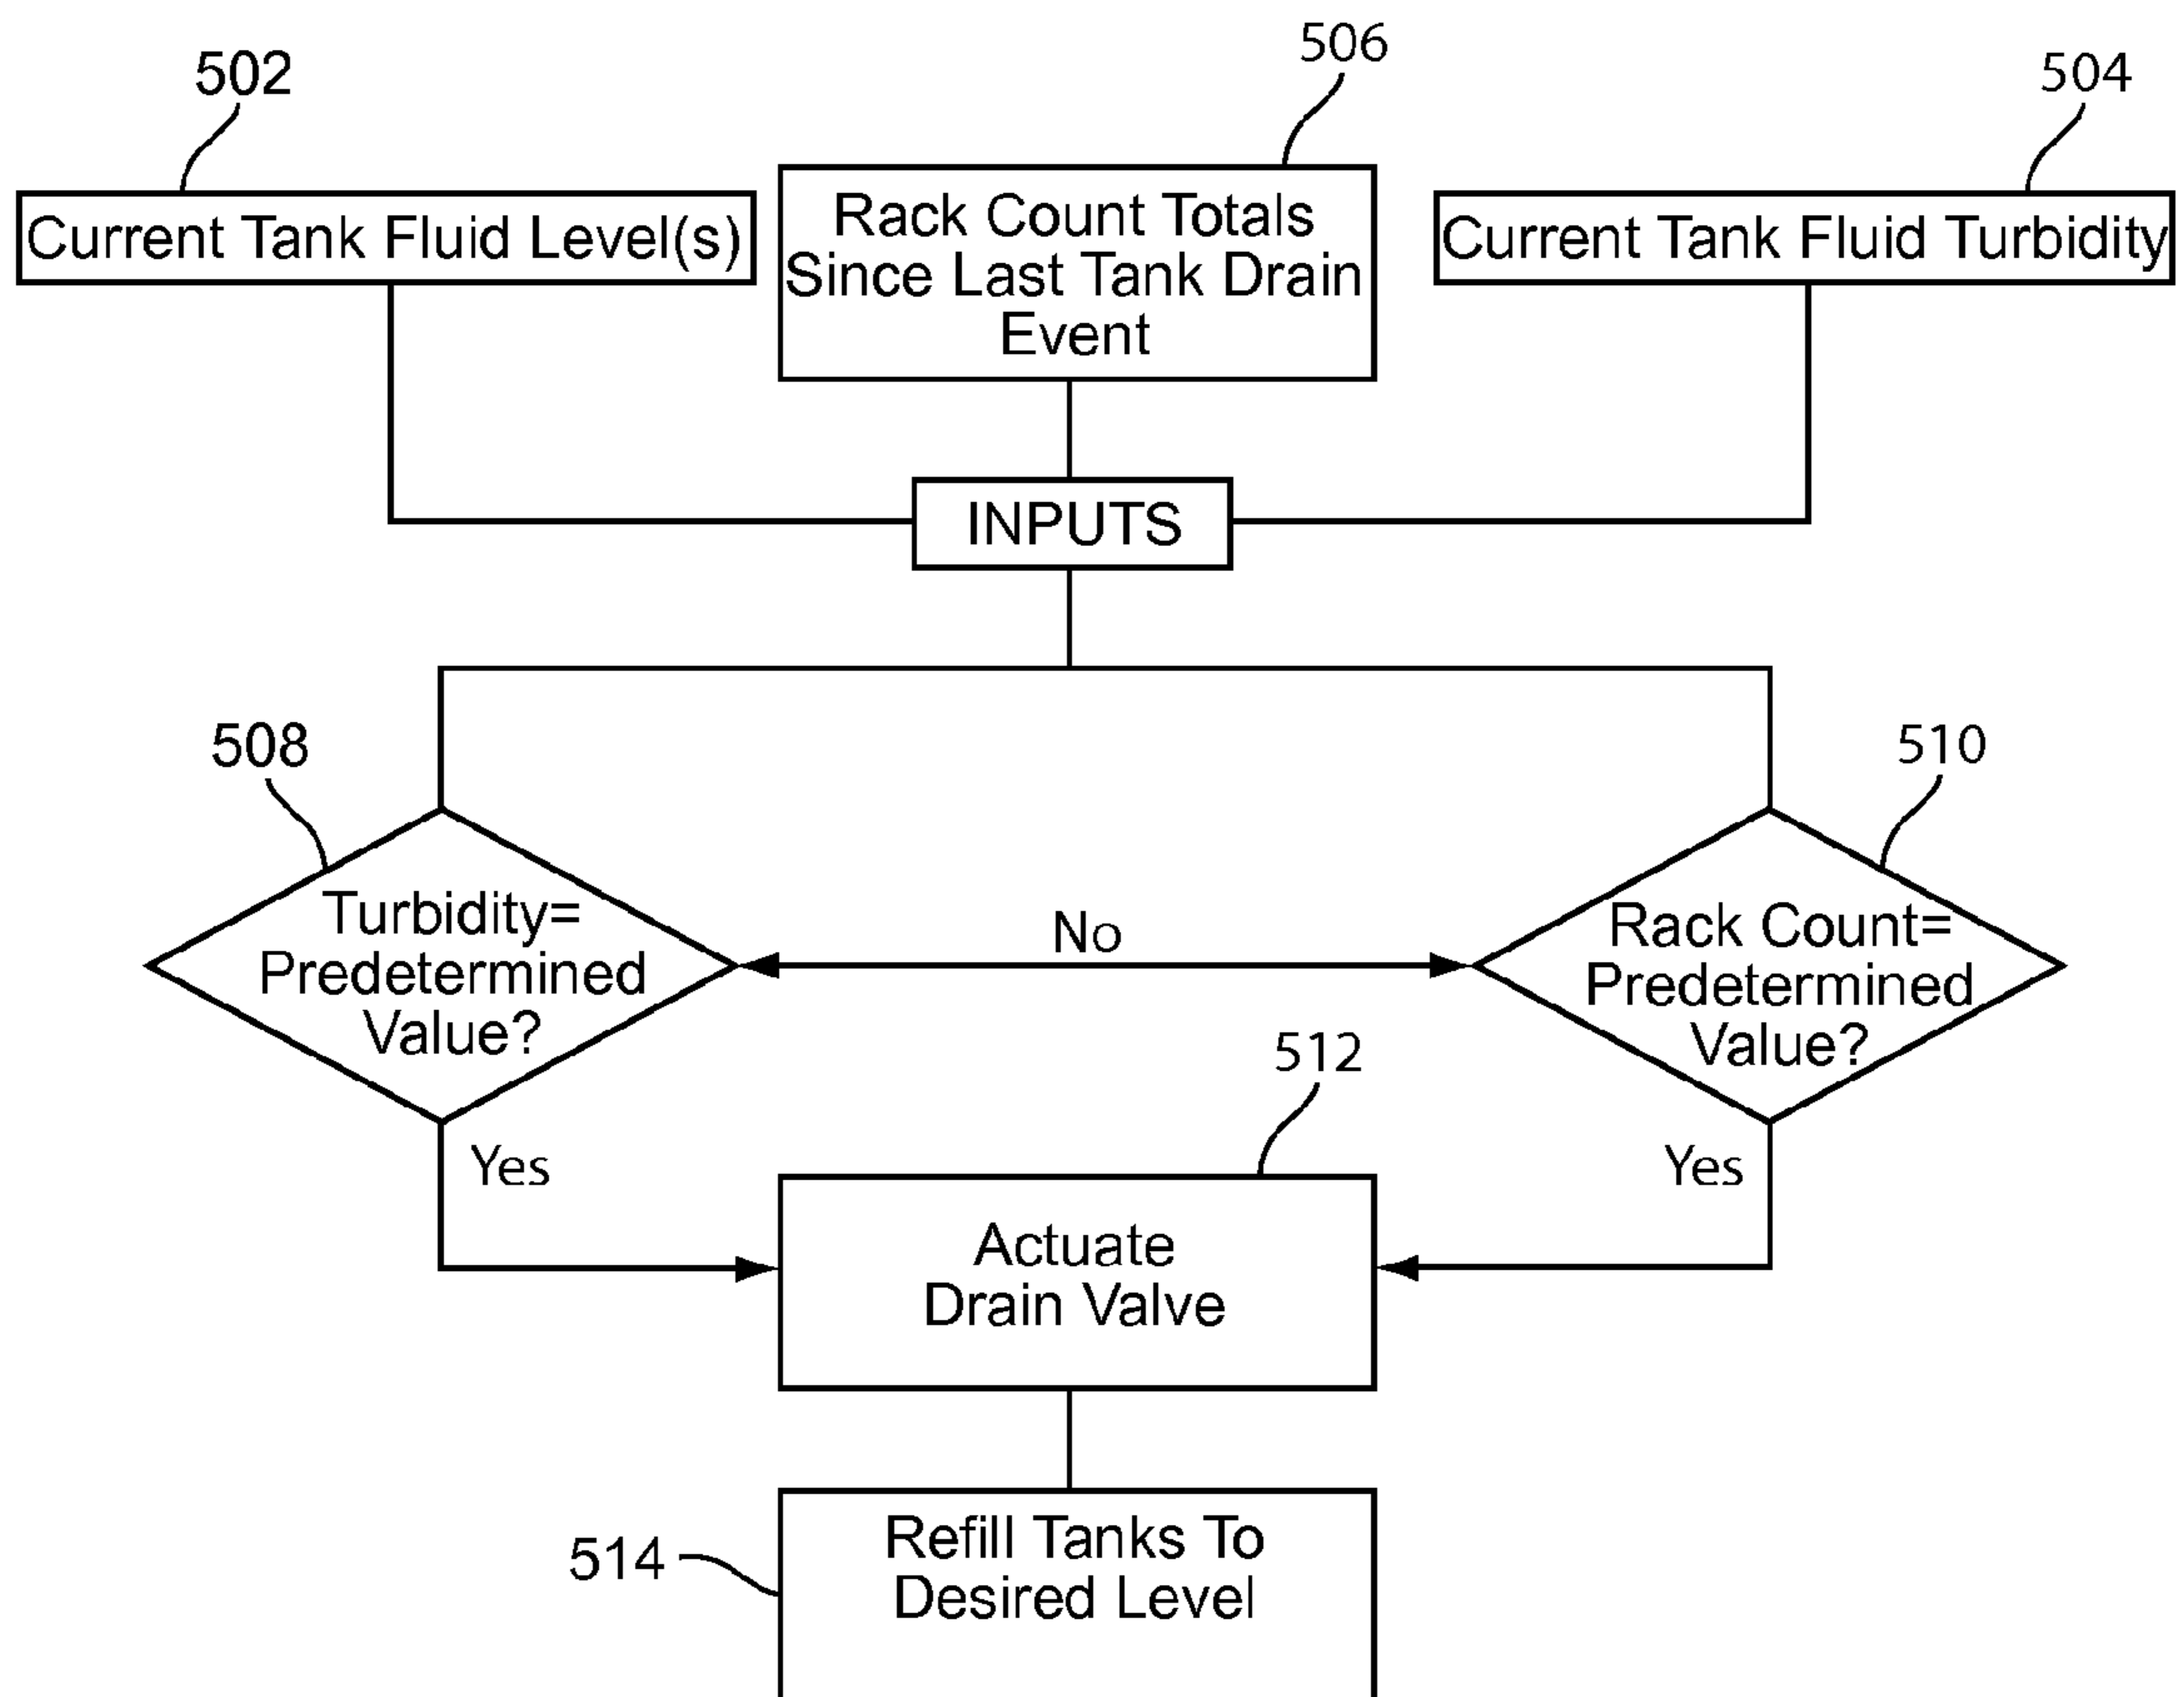 502
506
504
Current Tank Fluid Level(s)
Rack Count Totals
Since Last Tank Drain
Event
Current Tank Fluid Turbidity
INPUTS
508
510
Turbidity=
Predetermined
Value?
No
Rack Count=
Predetermined
Value?
512
Yes
Yes
Actuate
Drain Valve
514
Refill Tanks To
Desired Level